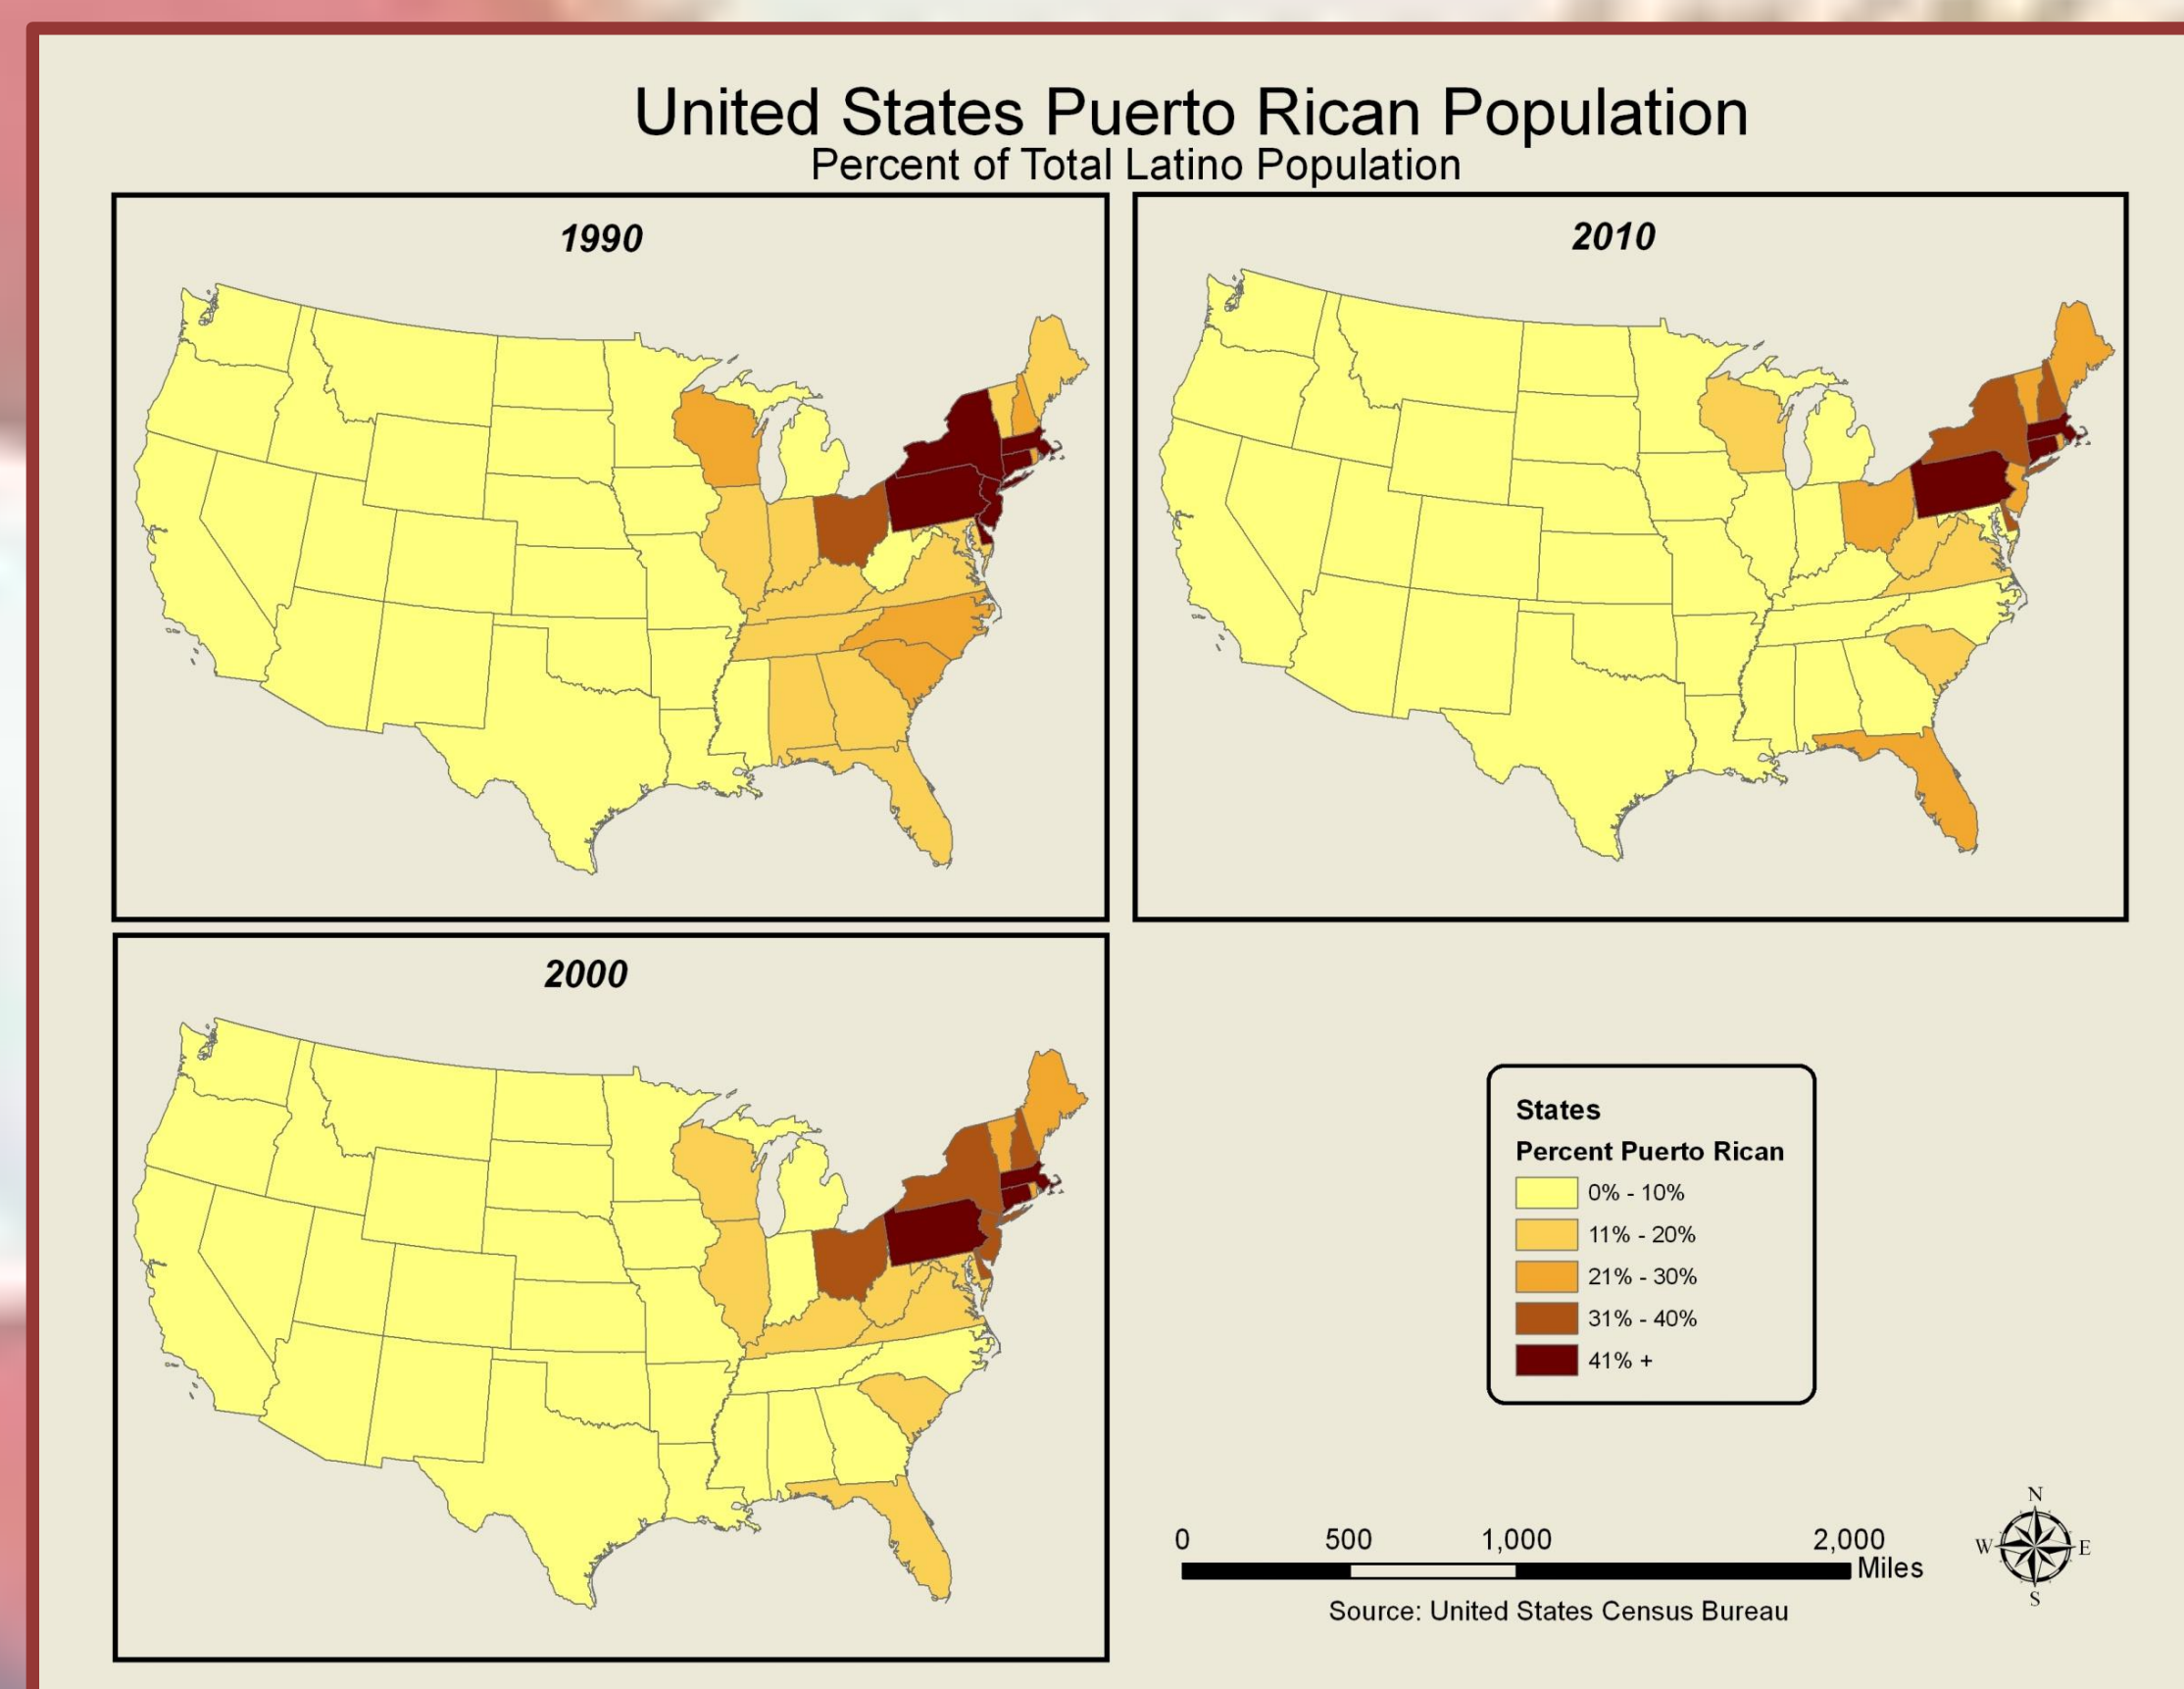 United States Puerto Rican Population
Percent of Total Latino Population
1990
2010
2000
States
Percent Puerto Rican
0% - 10%
11% - 20%
21% - 30%
31% - 40%
41% +
0 500 1,000 2,000
Miles
N
W E
S
Source: United States Census Bureau